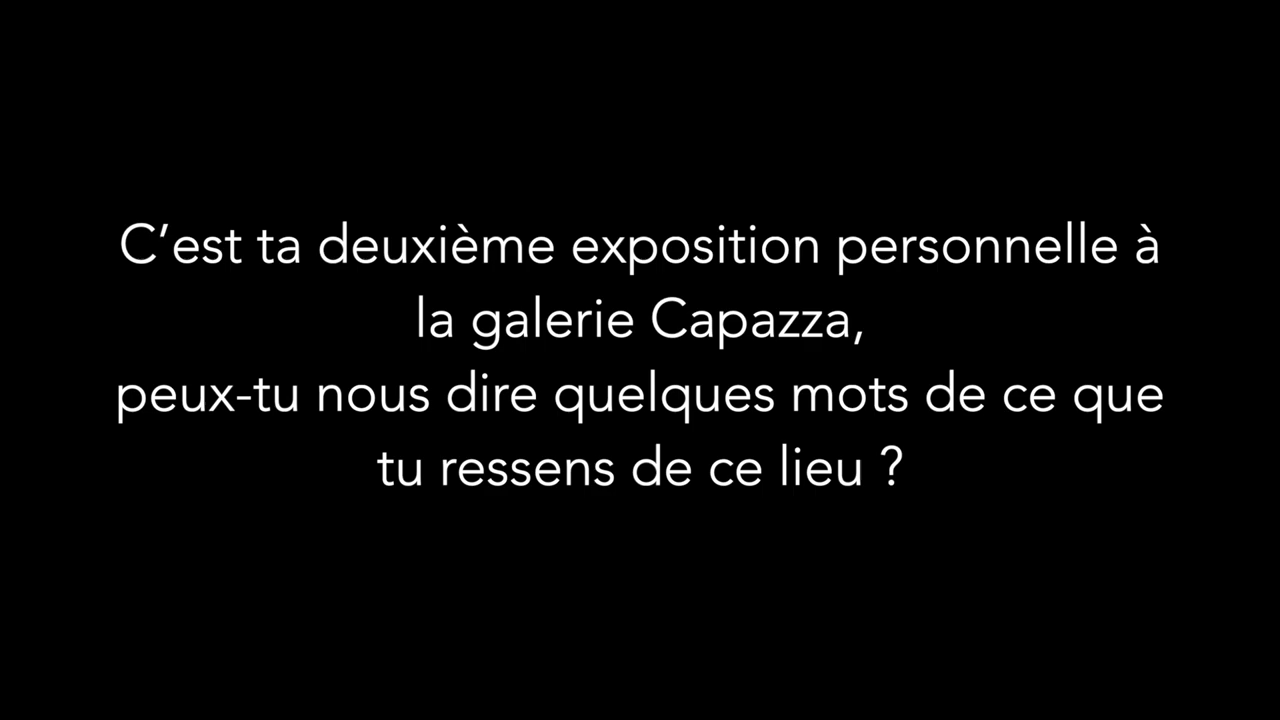 C’est ta deuxième exposition personnelle à
la galerie Capazza,
peux-tu nous dire quelques mots de ce que
tu ressens de ce lieu ?